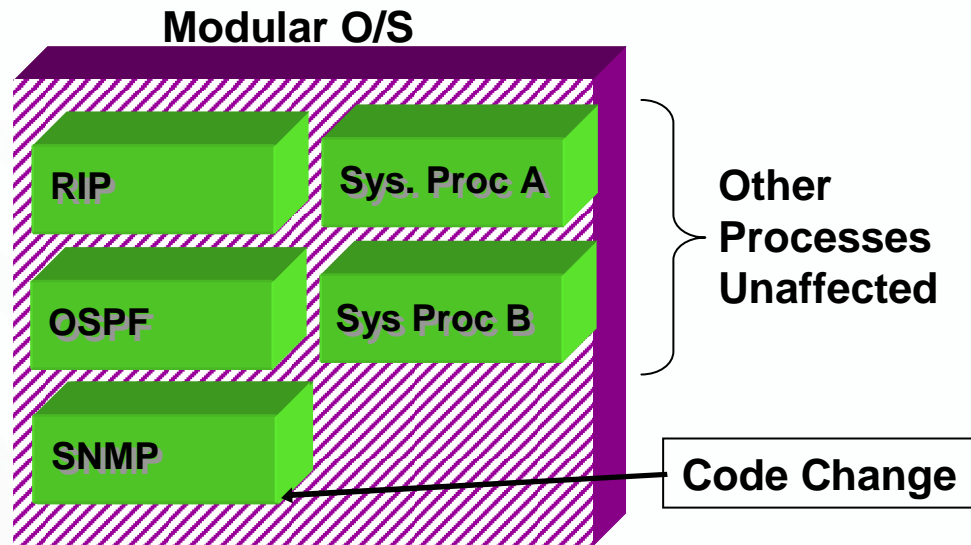 Modular O/S
RIP
Sys. Proc A
OSPF
Sys Proc B
SNMP
Other
Processes
Unaffected
Code Change